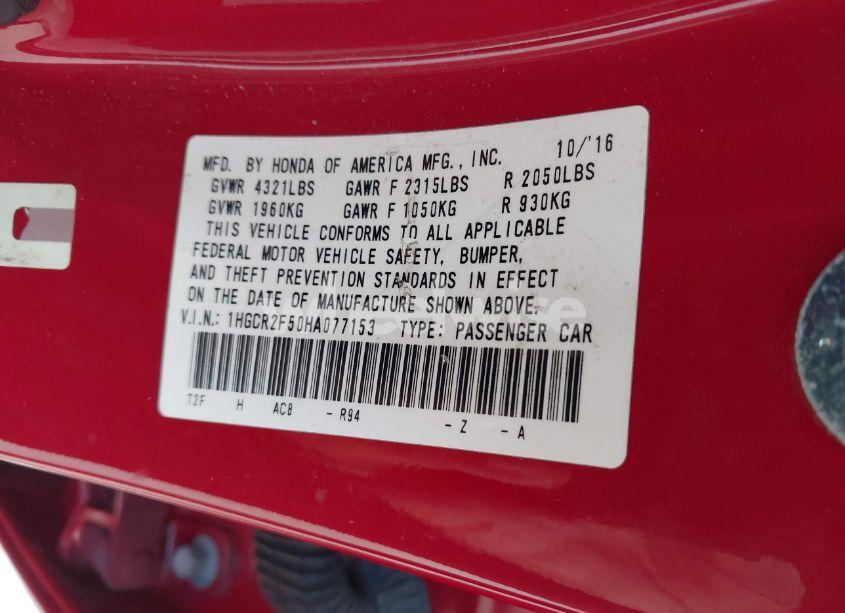 MFD. BY HONDA OF AMERICA MFG., INC. 10/'16
GVWR 4321LBS GAWR F 2315LBS R 2050LBS
GVWR 1960KG GAWR F 1050KG R 930KG
THIS VEHICLE CONFORMS TO ALL APPLICABLE
FEDERAL MOTOR VEHICLE SAFETY, BUMPER,
AND THEFT PREVENTION STANDARDS IN EFFECT
ON THE DATE OF MANUFACTURE SHOWN ABOVE.
V.I.N.: 1HGCR2F50HA077153 TYPE: PASSENGER CAR
T2F H AC8 - R94 - Z - A